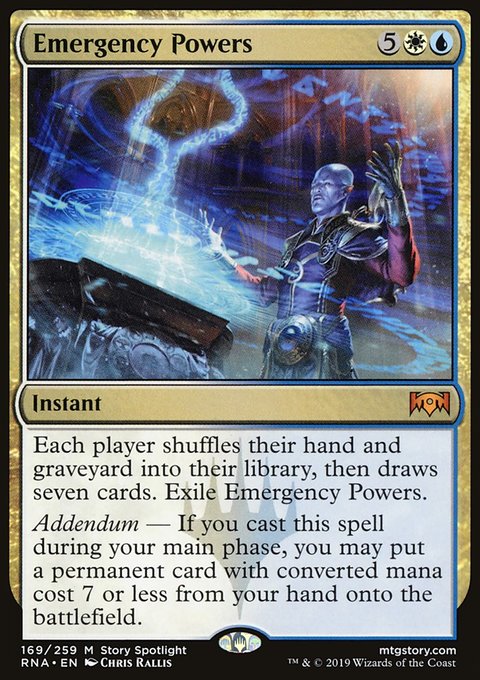 Emergency Powers 5
Instant
Each player shuffles their hand and
graveyard into their library, then draws
seven cards. Exile Emergency Powers.
Addendum — If you cast this spell
during your main phase, you may put
a permanent card with converted mana
cost 7 or less from your hand onto the
battlefield.
169/259 M Story Spotlight
mtgstory.com
RNA • EN Chris Rallis
™ & © 2019 Wizards of the Coast